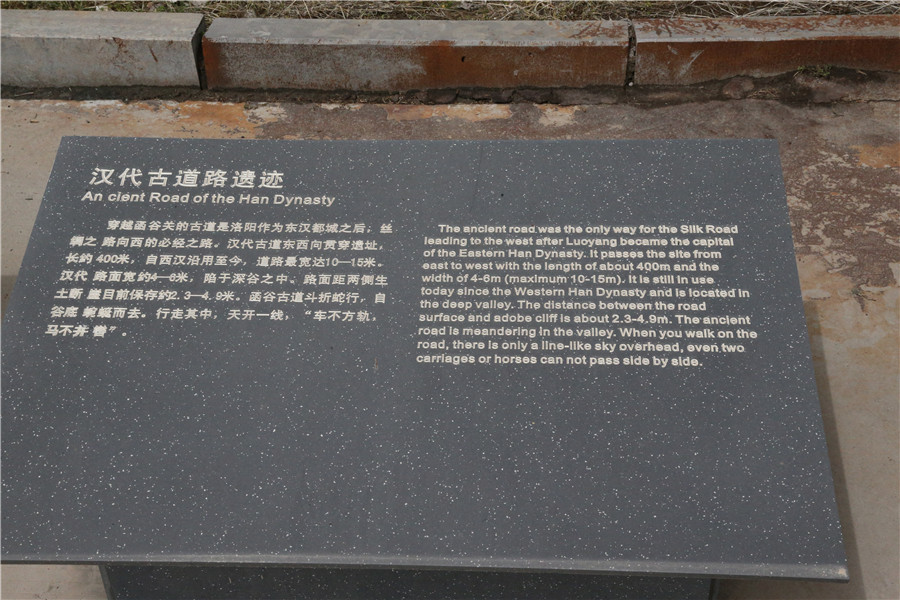 汉代古道路遗迹
An cient Road of the Han Dynasty
穿越函谷关的古道是洛阳作为东汉都城之后，丝
绸之 路向西的必经之路。汉代古道东西向贯穿遗址，
长约 400米，自西汉沿用至今，道路最宽达10—15米。
汉代 路面宽约4—6米，陷于深谷之中。路面距两侧生
土断 崖目前保存约2.3—4.9米。函谷古道斗折蛇行，自
谷底 蜿蜒而去。行走其中，天开一线，“车不方轨，
马不并 辔”。
The ancient road was the only way for the Silk Road
leading to the west after Luoyang became the capital
of the Eastern Han Dynasty. It passes the site from
east to west with the length of about 400m and the
width of 4-6m (maximum 10-15m). It is still in use
today since the Western Han Dynasty and is located in
the deep valley. The distance between the road
surface and adobe cliff is about 2.3-4.9m. The ancient
road is meandering in the valley. When you walk on the
road, there is only a line-like sky overhead, even two
carriages or horses can not pass side by side.